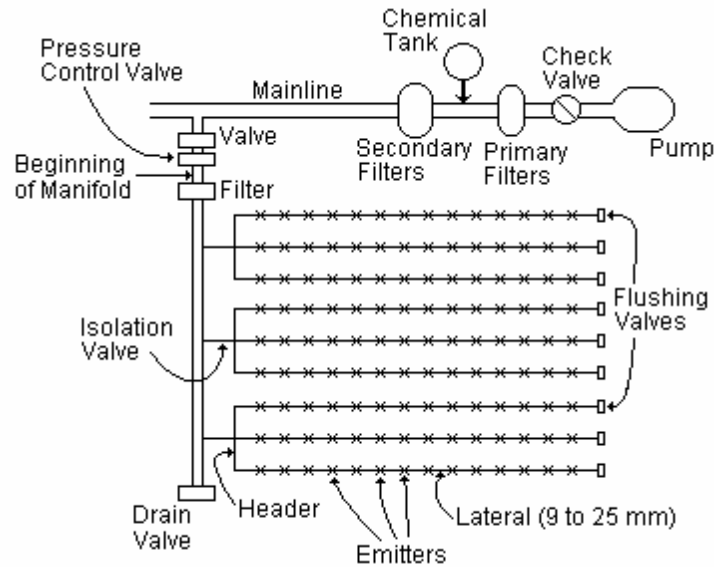 Chemical
Tank
Pressure
Control Valve
Check
Valve
Mainline
Valve
Secondary
Filters
Primary
Filters
Pump
Beginning
of Manifold
Filter
Flushing
Valves
Isolation
Valve
Header
Lateral (9 to 25 mm)
Drain
Valve
Emitters